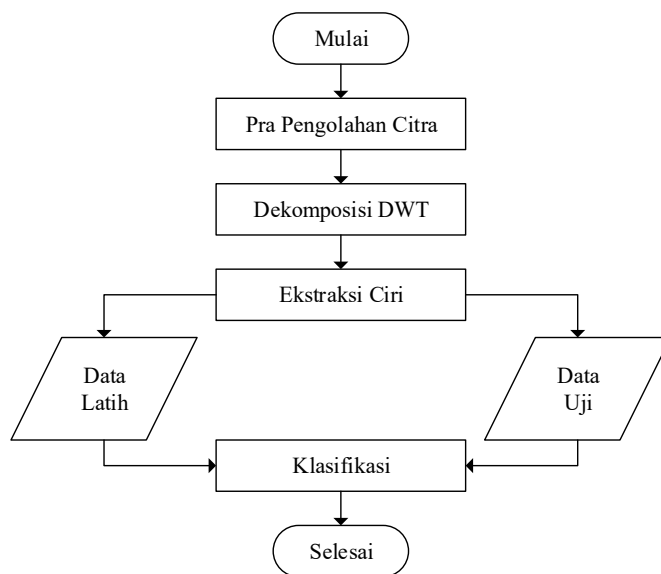 Mulai
Pra Pengolahan Citra
Dekomposisi DWT
Ekstraksi Ciri
Data
Latih
Data
Uji
Klasifikasi
Selesai